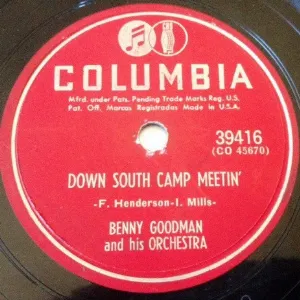 CBS
COLUMBIA
Mfrd. under Pats. Pending Trade Marks Reg. U.S.
Pat. Off. Marcas Registradas Made in U.S.A.
39416
(CO 45670)
DOWN SOUTH CAMP MEETIN'
-F. Henderson-I. Mills-
BENNY GOODMAN
and his ORCHESTRA